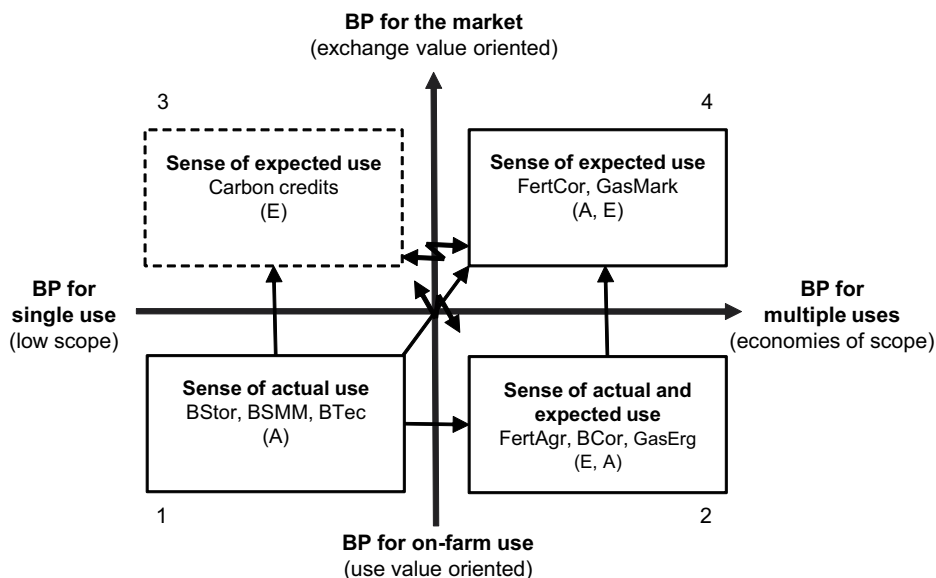 BP for the market
(exchange value oriented)
3
4
Sense of expected use
Carbon credits
(E)
Sense of expected use
FertCor, GasMark
(A, E)
BP for
single use
(low scope)
BP for
multiple uses
(economies of scope)
Sense of actual use
BStor, BSMM, BTec
(A)
Sense of actual and
expected use
FertAgr, BCor, GasErg
(E, A)
1
2
BP for on-farm use
(use value oriented)